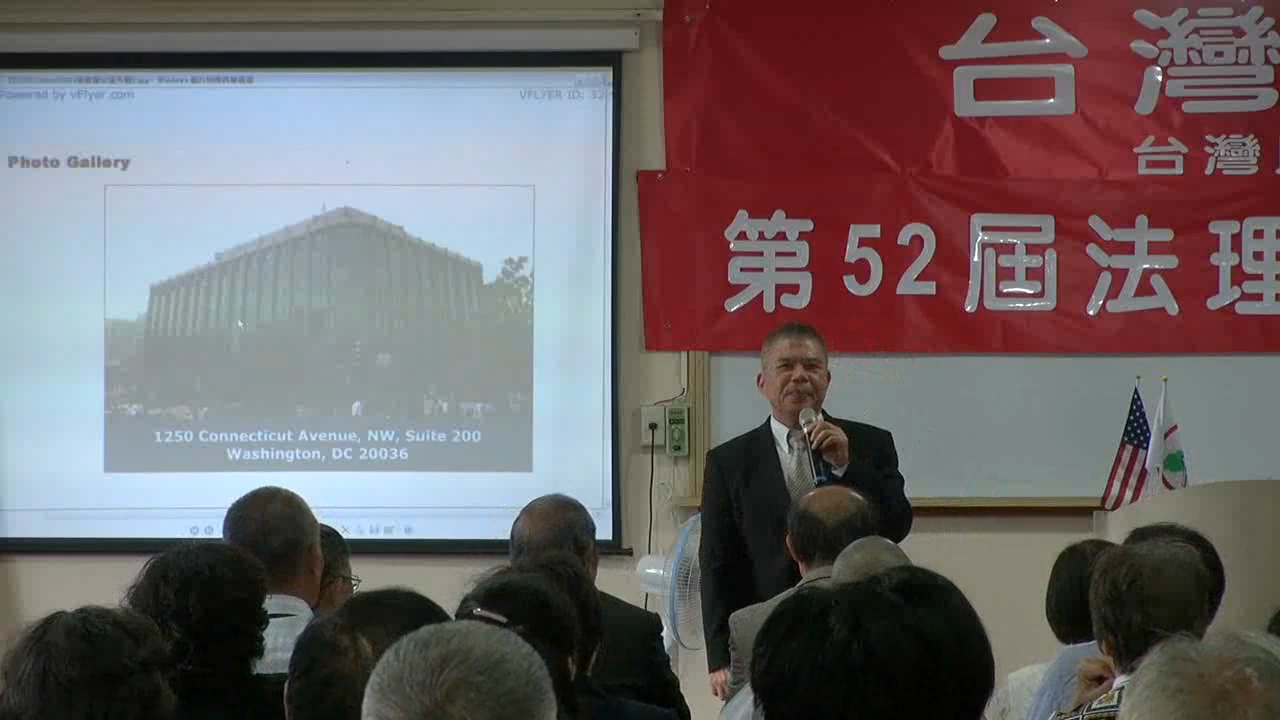 Powered by vFlyer.com
VFLYER ID: 32
Photo Gallery
1250 Connecticut Avenue, NW, Suite 200
Washington, DC 20036
台灣
台灣
第52屆法理